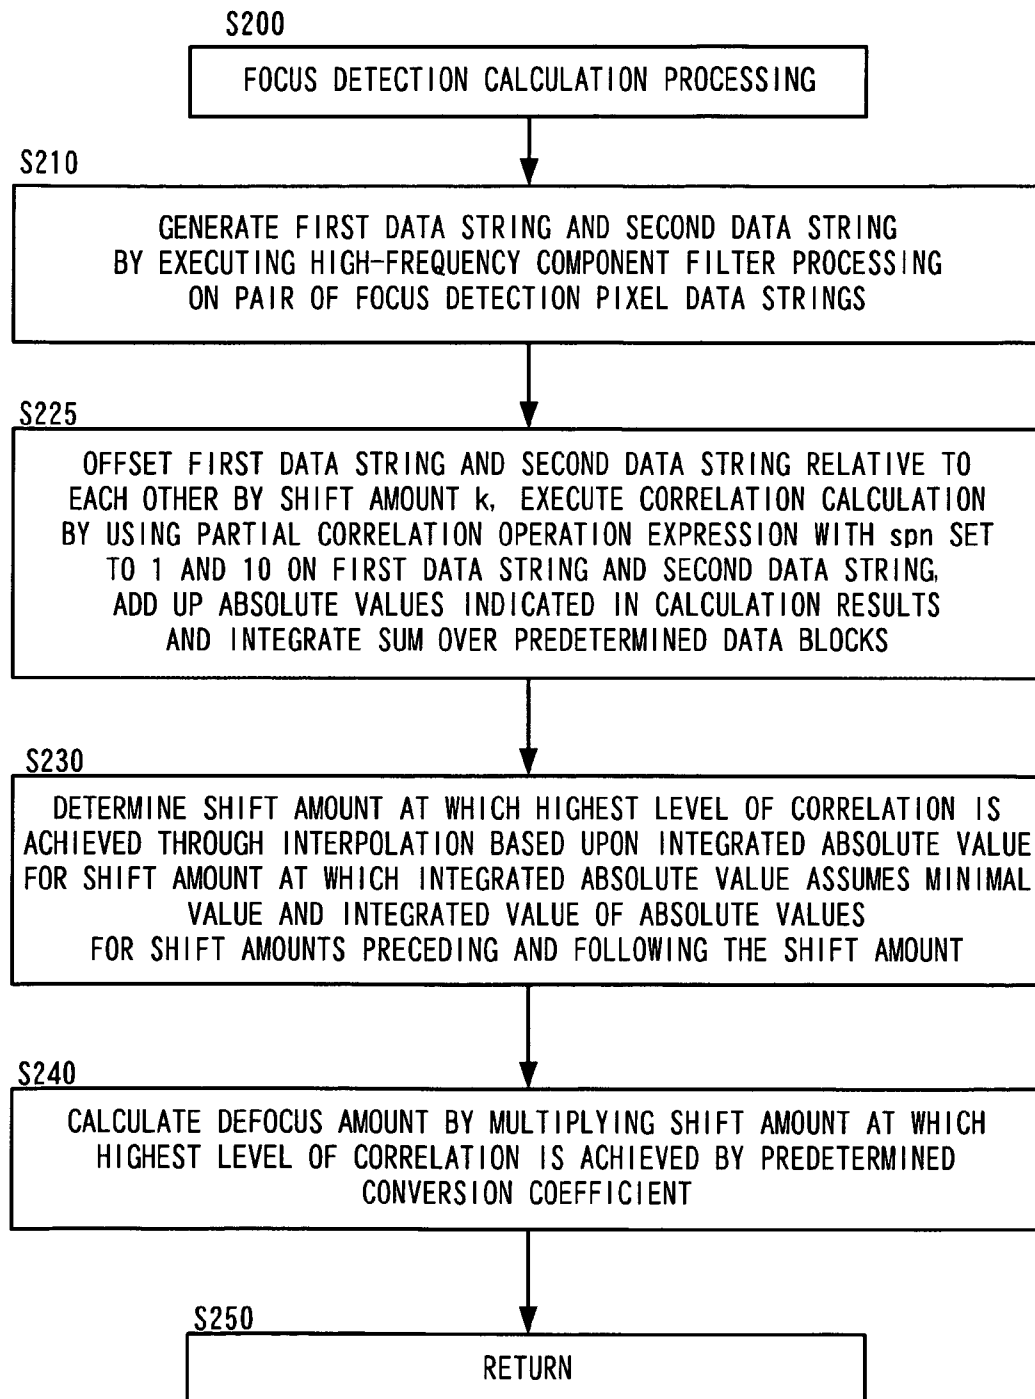 S200
FOCUS DETECTION CALCULATION PROCESSING
S210
GENERATE FIRST DATA STRING AND SECOND DATA STRING
BY EXECUTING HIGH-FREQUENCY COMPONENT FILTER PROCESSING
ON PAIR OF FOCUS DETECTION PIXEL DATA STRINGS
S225
OFFSET FIRST DATA STRING AND SECOND DATA STRING RELATIVE TO
EACH OTHER BY SHIFT AMOUNT k, EXECUTE CORRELATION CALCULATION
BY USING PARTIAL CORRELATION OPERATION EXPRESSION WITH spn SET
TO 1 AND 10 ON FIRST DATA STRING AND SECOND DATA STRING,
ADD UP ABSOLUTE VALUES INDICATED IN CALCULATION RESULTS
AND INTEGRATE SUM OVER PREDETERMINED DATA BLOCKS
S230
DETERMINE SHIFT AMOUNT AT WHICH HIGHEST LEVEL OF CORRELATION IS
ACHIEVED THROUGH INTERPOLATION BASED UPON INTEGRATED ABSOLUTE VALUE
FOR SHIFT AMOUNT AT WHICH INTEGRATED ABSOLUTE VALUE ASSUMES MINIMAL
VALUE AND INTEGRATED VALUE OF ABSOLUTE VALUES
FOR SHIFT AMOUNTS PRECEDING AND FOLLOWING THE SHIFT AMOUNT
S240
CALCULATE DEFOCUS AMOUNT BY MULTIPLYING SHIFT AMOUNT AT WHICH
HIGHEST LEVEL OF CORRELATION IS ACHIEVED BY PREDETERMINED
CONVERSION COEFFICIENT
S250
RETURN